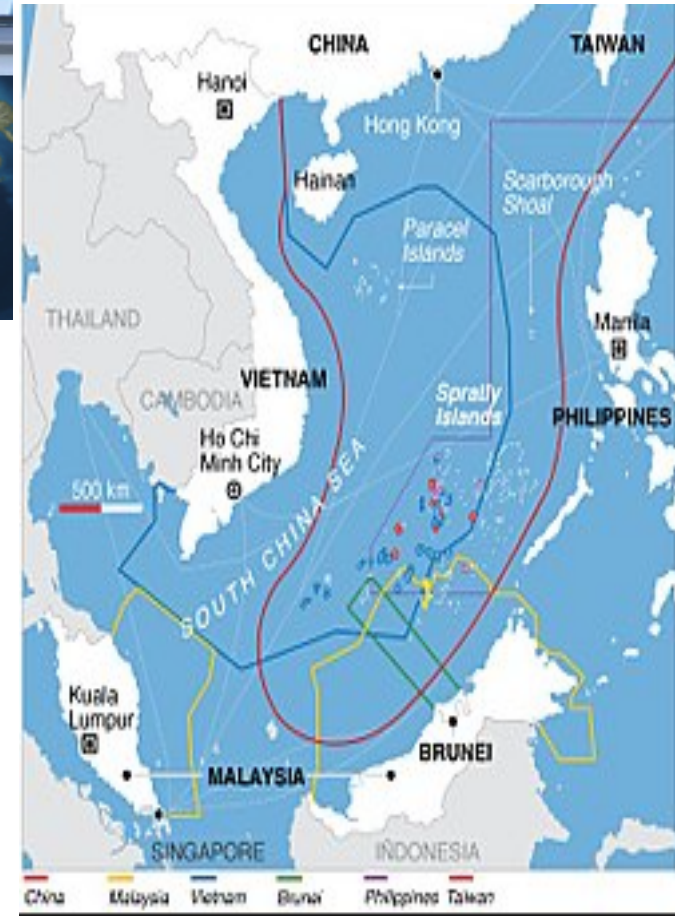 CHINA
TAIWAN
Hanoi
Hong Kong
Hainan
Scarborough
Shoal
Paracel
Islands
THAILAND
Manila
VIETNAM
CAMBODIA
Spratly
Islands
PHILIPPINES
Ho Chi
Minh City
500 km
SOUTH CHINA SEA
Kuala
Lumpur
BRUNEI
MALAYSIA
SINGAPORE
INDONESIA
China
Malaysia
Vietnam
Brunei
Philippines
Taiwan